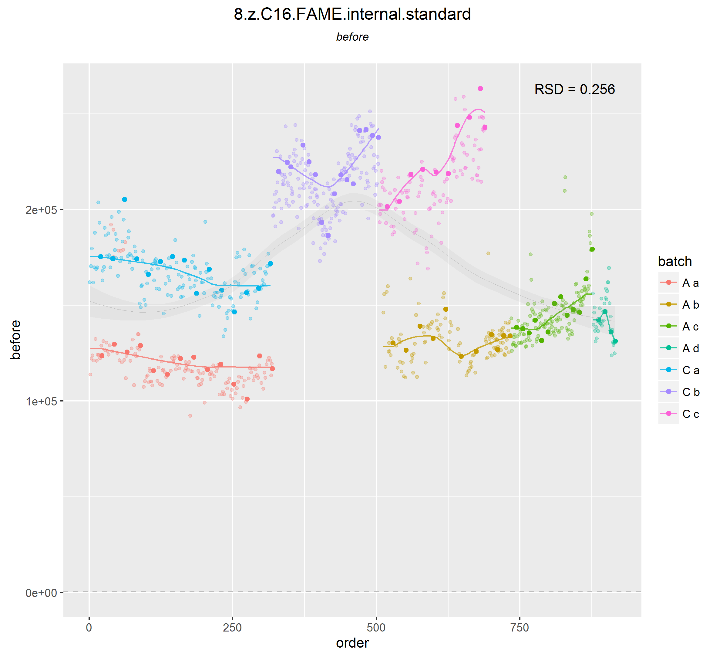 8.z.C16.FAME.internal.standard
before
RSD = 0.256
before
2e+05
1e+05
0e+00
0
250
500
750
order
batch
A a
A b
A c
A d
C a
C b
C c